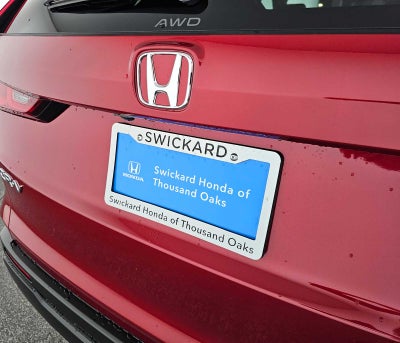 AWD
SWICKARD
Swickard Honda of
Thousand Oaks
HONDA
Swickard Honda of Thousand Oaks